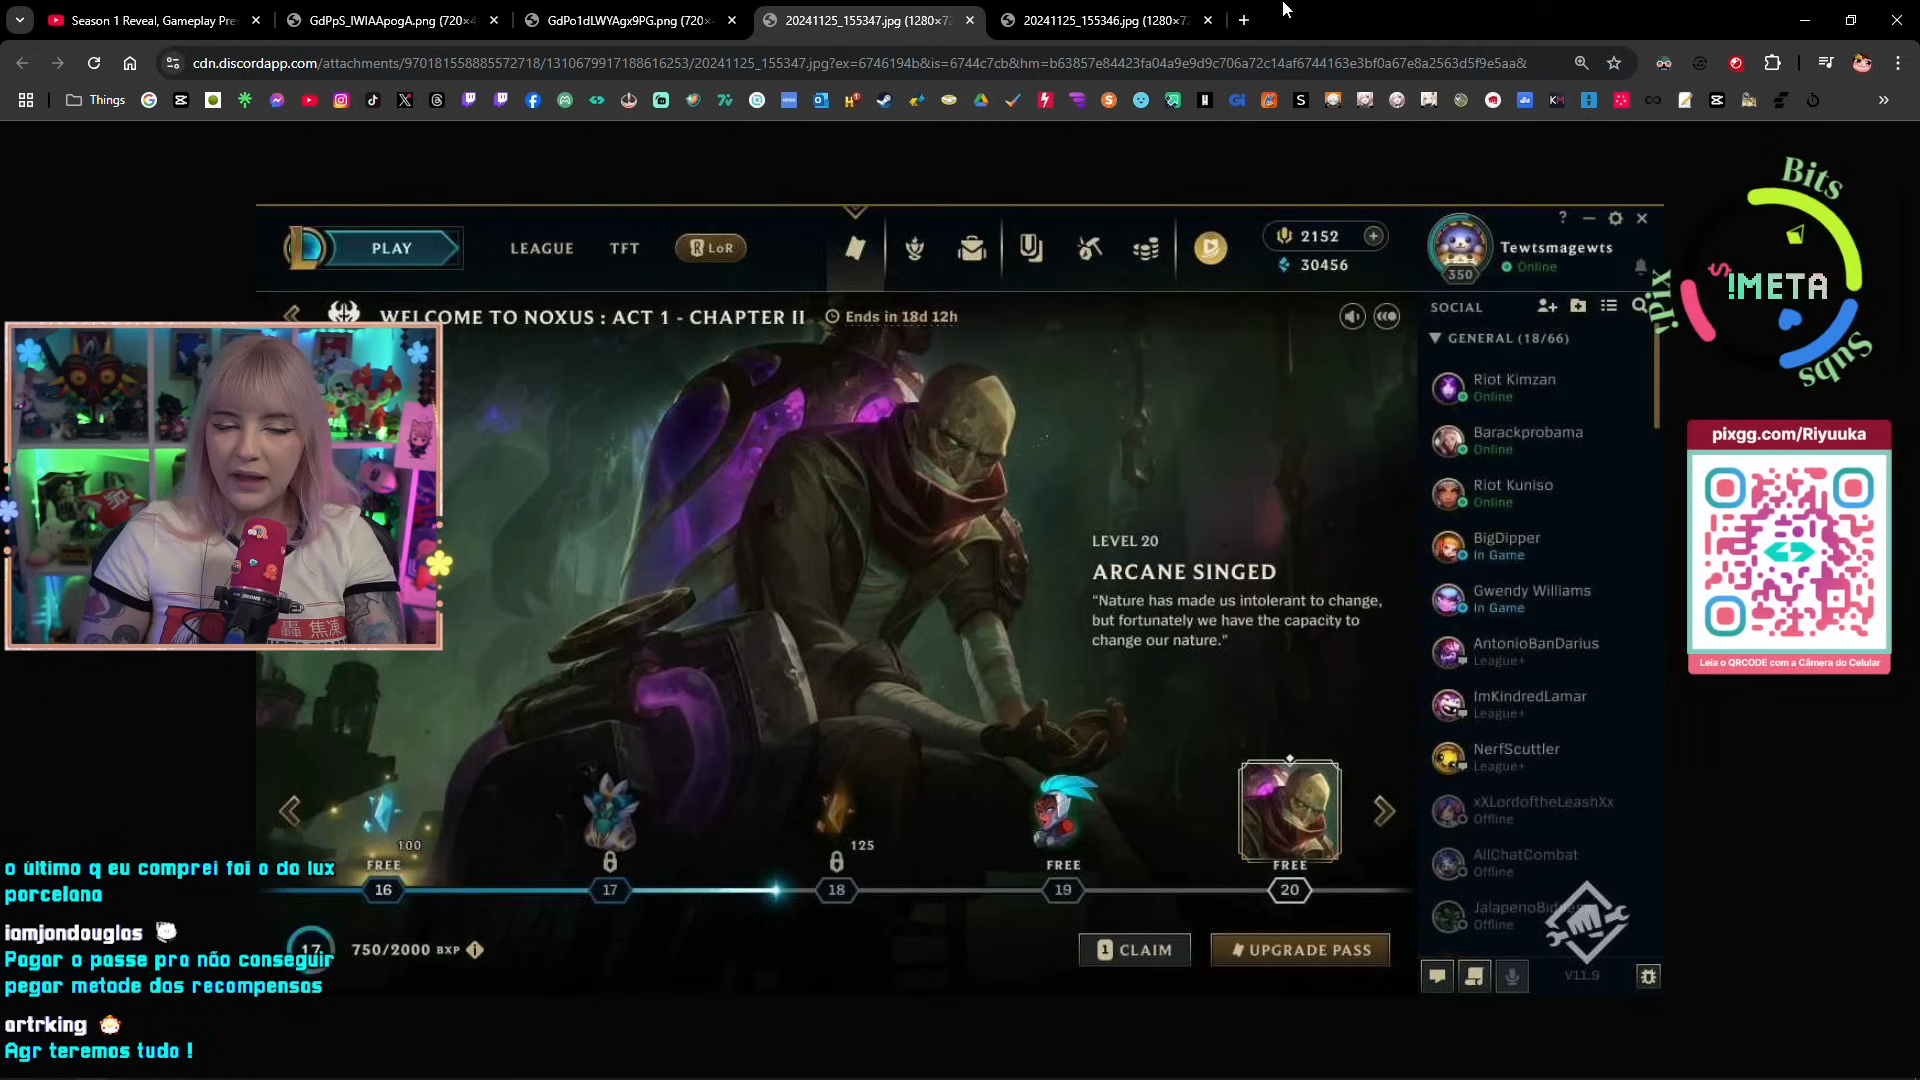 Season 1 Reveal, Gameplay Pre
GdPpS_IWIAApogA.png (720×4
GdPo1dLWYAgx9PG.png (720×
20241125_155347.jpg (1280×7
20241125_155346.jpg (1280×72
cdn.discordapp.com/attachments/970181558885572718/1310679917188616253/20241125_155347.jpg?ex=6746194b&is=6744c7cb&hm=b63857e84423fa04a9e9d9c706a72c14af6744163e3bf0a67e8a2563d5f9e5aa&
Things
PLAY
LEAGUE
TFT
LoR
2152
30456
350
Tewtsmagewts
Online
WELCOME TO NOXUS : ACT 1 - CHAPTER II
Ends in 18d 12h
SOCIAL
GENERAL (18/66)
Riot Kimzan
Online
Barackprobama
Online
Riot Kuniso
Online
BigDipper
In Game
Gwendy Williams
In Game
AntonioBanDarius
League+
ImKindredLamar
League+
NerfScuttler
League+
xXLordoftheLeashXx
Offline
AllChatCombat
Offline
Offline
V11.9
LEVEL 20
ARCANE SINGED
“Nature has made us intolerant to change,
but fortunately we have the capacity to
change our nature.”
100
125
FREE
FREE
FREE
16
17
18
19
20
17
750/2000 BXP
1 CLAIM
UPGRADE PASS
o último q eu comprei foi o da lux
porcelana
iamjondouglas
Pagar o passe pra não conseguir
pegar metade das recompensas
artrking
Agr teremos tudo !
Bits
!META
!pix
Subs
pixgg.com/Riyuuka
Leia o QRCODE com a Câmera do Celular